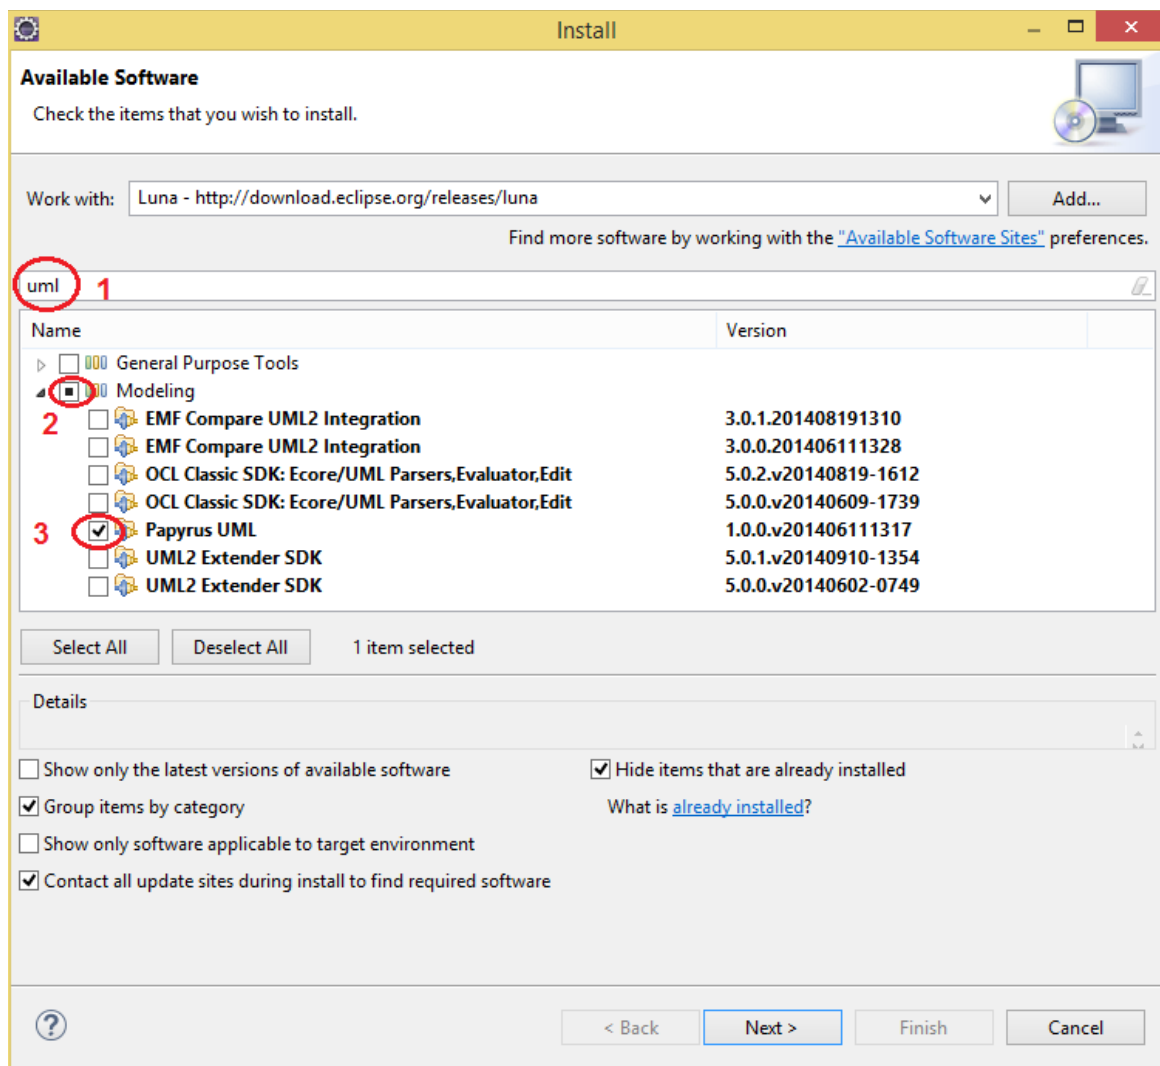 Install
Available Software
Check the items that you wish to install.
Work with: Luna - http://download.eclipse.org/releases/luna Add...
Find more software by working with the "Available Software Sites" preferences.
uml 1
Name Version
General Purpose Tools
Modeling
2 EMF Compare UML2 Integration 3.0.1.201408191310
EMF Compare UML2 Integration 3.0.0.201406111328
OCL Classic SDK: Ecore/UML Parsers,Evaluator,Edit 5.0.2.v20140819-1612
OCL Classic SDK: Ecore/UML Parsers,Evaluator,Edit 5.0.0.v20140609-1739
3 Papyrus UML 1.0.0.v201406111317
UML2 Extender SDK 5.0.1.v20140910-1354
UML2 Extender SDK 5.0.0.v20140602-0749
Select All Deselect All 1 item selected
Details
Show only the latest versions of available software Hide items that are already installed
Group items by category What is already installed?
Show only software applicable to target environment
Contact all update sites during install to find required software
? < Back Next > Finish Cancel